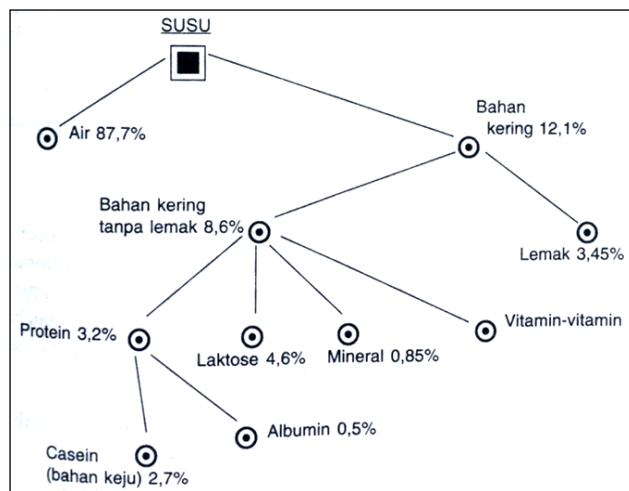 SUSU
Air 87,7%
Bahan
kering 12,1%
Bahan kering
tanpa lemak 8,6%
Lemak 3,45%
Protein 3,2%
Laktose 4,6%
Mineral 0,85%
Vitamin-vitamin
Albumin 0,5%
Casein
(bahan keju) 2,7%